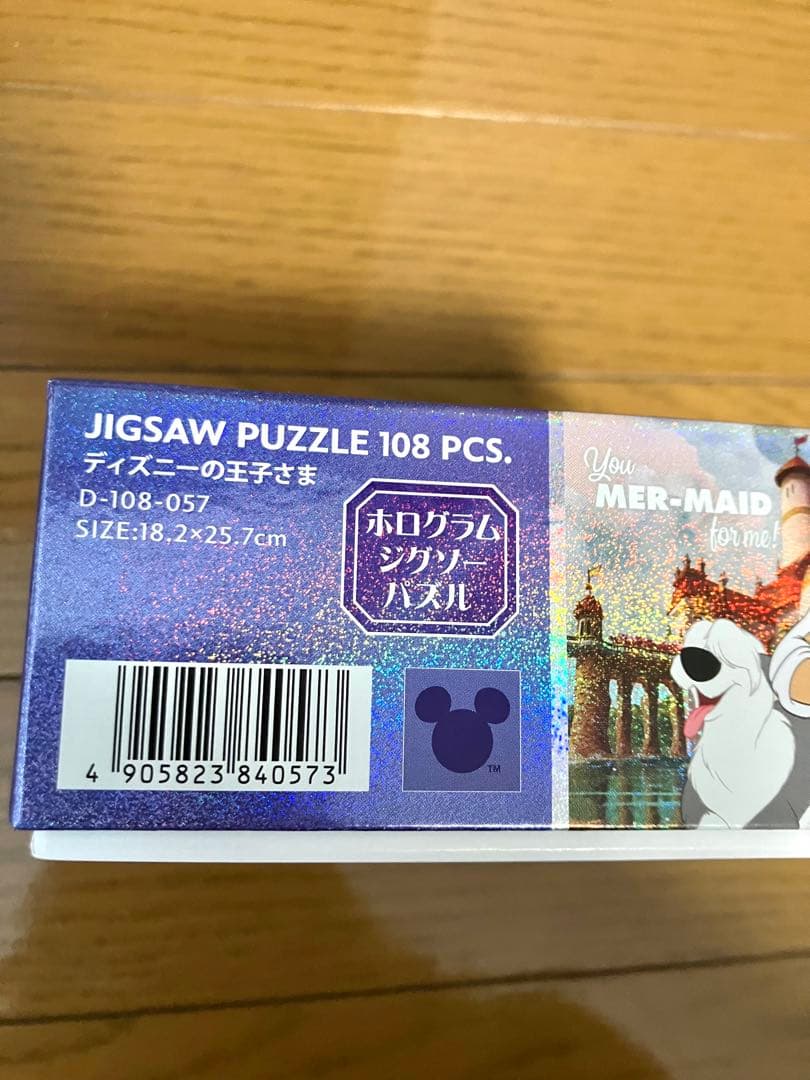 JIGSAW PUZZLE 108 PCS.
ディズニーの王子さま
D-108-057
SIZE:18.2×25.7cm
ホログラム
ジグソー
パズル
4 905823 840573
TM
You
MER-MAID
for me!